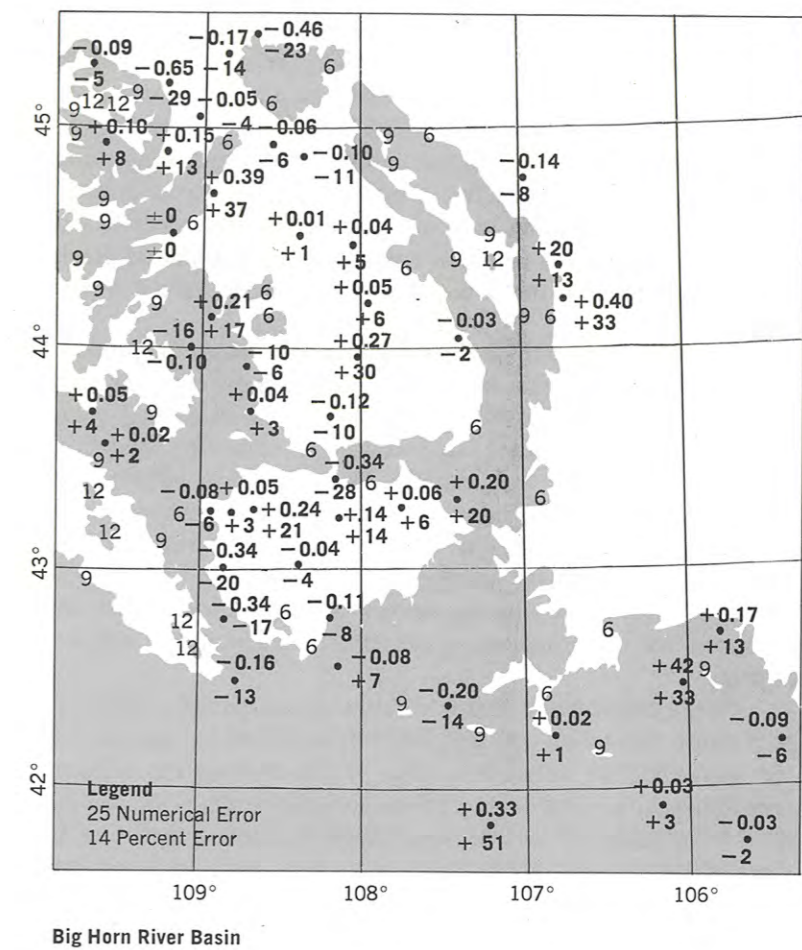 −0.17 −0.46
−0.09 −23
−0.65 −14 6
−5 9 −29 −0.05 6
12 12
9
45°
+0.10 +0.15 −4 −0.06
9 9 9 6
+8 +13 6 −6 −0.10 9
−11 −0.14
+0.39 −8
9 +37
9 ±0 6 +0.01 +0.04 9 +20
±0 +1 +5 9 12 +13
9 6
9 9 +0.21 6 +0.05 +0.40
−16 +17 6 +6 −0.03 9 6 +33
44°
12 −0.10 −10 +0.27 −2
−6 +30
+0.05 +0.04 −0.12
+4 9 +3 −10 6
+0.02 6
9 +2 −0.34
12 −0.08 +0.05 −28 9 +0.06 +0.20 6
6 +0.24 +.14
−6 +3 +21 +14 +6 +20
12 9
43°
−0.34 −0.04
9 −20 −4
−0.34 −0.11
12 −17 6 −8 6 +0.17
12 6 +13
−0.16 −0.08 +42 9
−13 +7 +33
9 −0.20 6
−14 9 +0.02 9 −0.09
+1 −6
42°
Legend +0.03
25 Numerical Error +0.33 +3 −0.03
14 Percent Error +51 −2
109° 108° 107° 106°
Big Horn River Basin